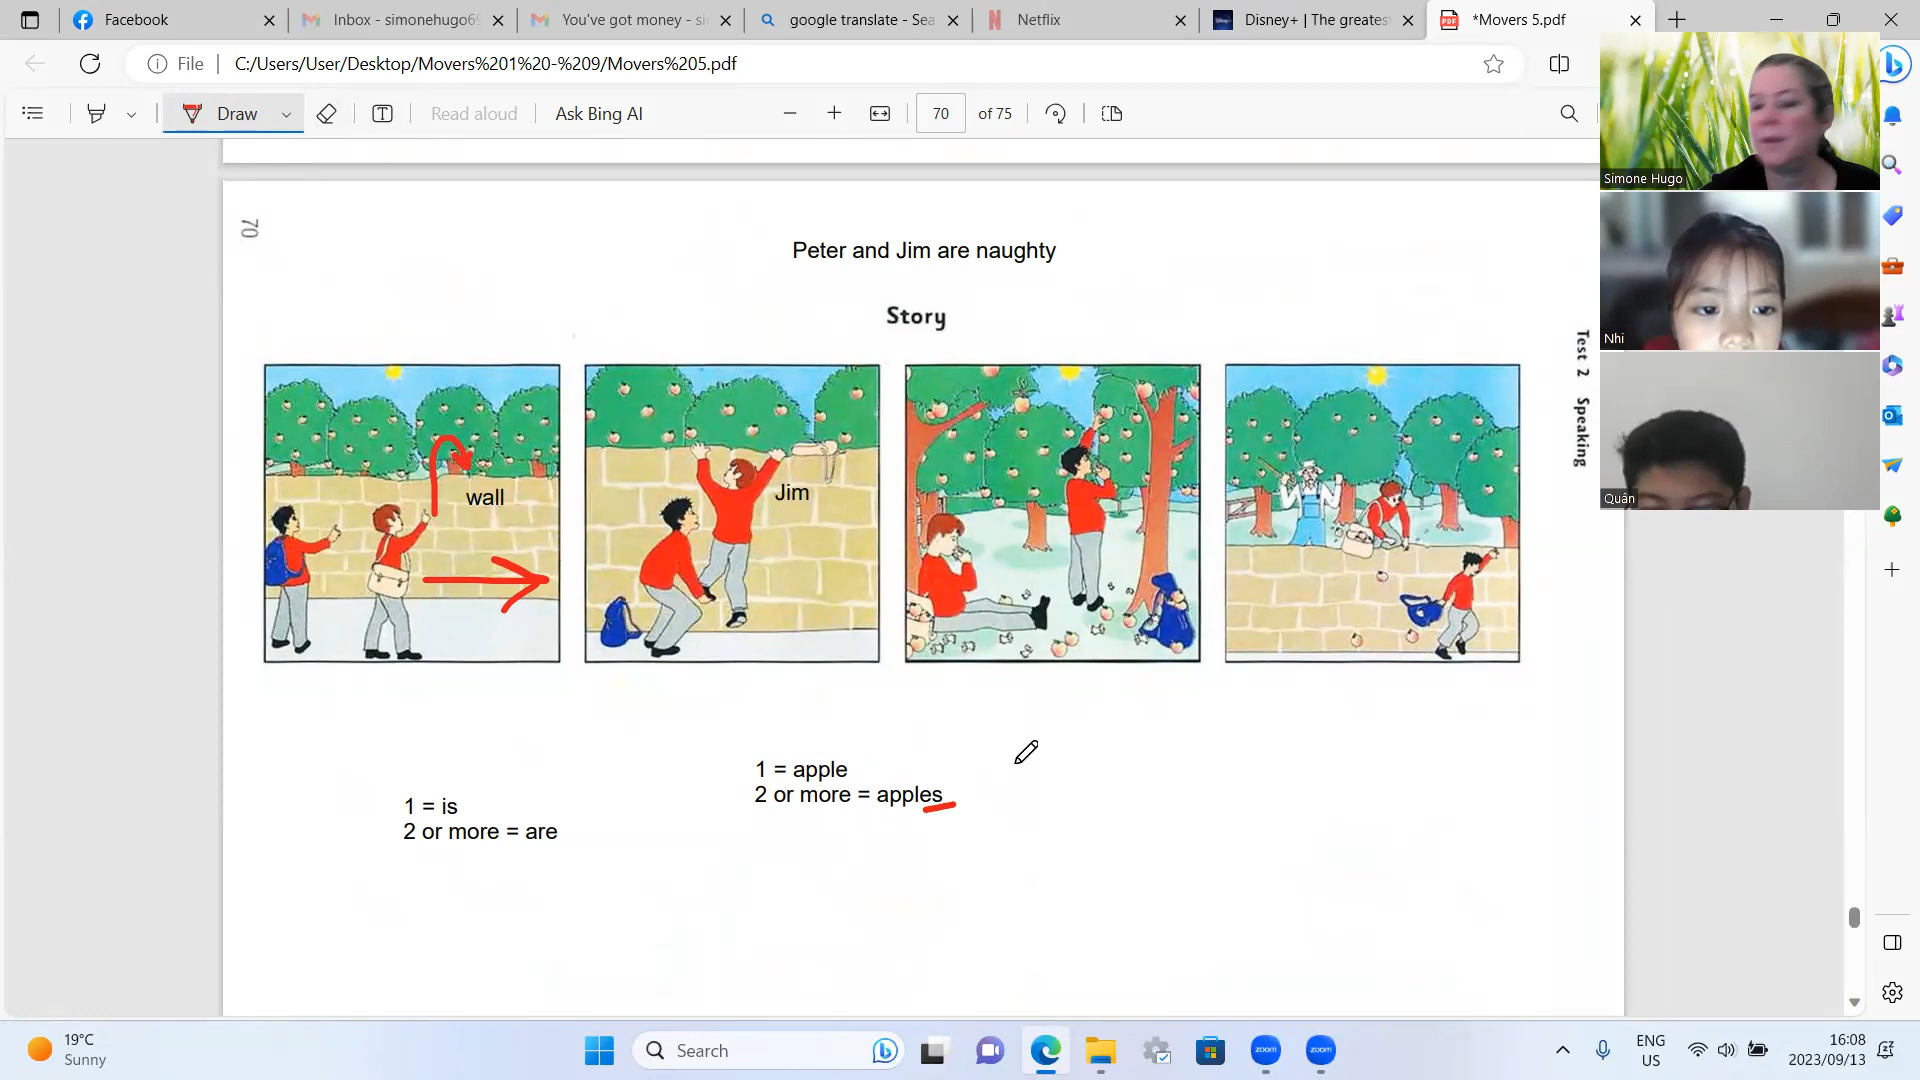 Facebook
Inbox - simonehugo69
You've got money - si
google translate - Sea
Netflix
Disney+ | The greates
*Movers 5.pdf
File
C:/Users/User/Desktop/Movers%201%20-%209/Movers%205.pdf
Draw
Read aloud
Ask Bing AI
70
of 75
Simone Hugo
Nhi
Quân
70
Peter and Jim are naughty
Story
Test 2 Speaking
wall
Jim
1 = apple
2 or more = apples
1 = is
2 or more = are
19°C
Sunny
Search
zoom
zoom
ENG
US
16:08
2023/09/13